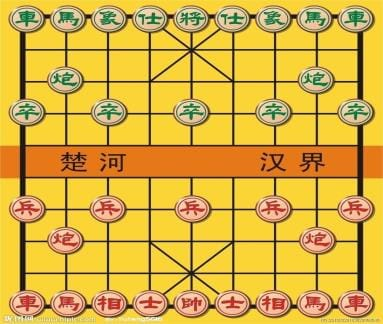 車 馬 象 仕 将 仕 象 馬 車
炮 炮
卒 卒 卒 卒 卒
楚河 汉界
兵 兵 兵 兵 兵
炮 炮
車 馬 相 士 帥 士 相 馬 車